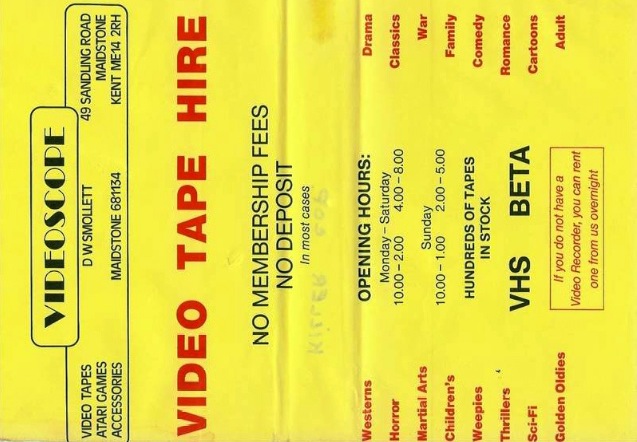 VIDEOSCOPE
VIDEO TAPES
ATARI GAMES
ACCESSORIES
D W SMOLLETT
MAIDSTONE 681134
49 SANDLING ROAD
MAIDSTONE
KENT ME14 2RH
VIDEO TAPE HIRE
NO MEMBERSHIP FEES
NO DEPOSIT
In most cases
KILLER COP
Westerns
Horror
Martial Arts
Children's
Weepies
Thrillers
Sci-Fi
Golden Oldies
OPENING HOURS:
Monday – Saturday
10.00 – 2.00 4.00 – 8.00
Sunday
10.00 – 1.00 2.00 – 5.00
HUNDREDS OF TAPES
IN STOCK
VHS BETA
If you do not have a
Video Recorder, you can rent
one from us overnight
Drama
Classics
War
Family
Comedy
Romance
Cartoons
Adult